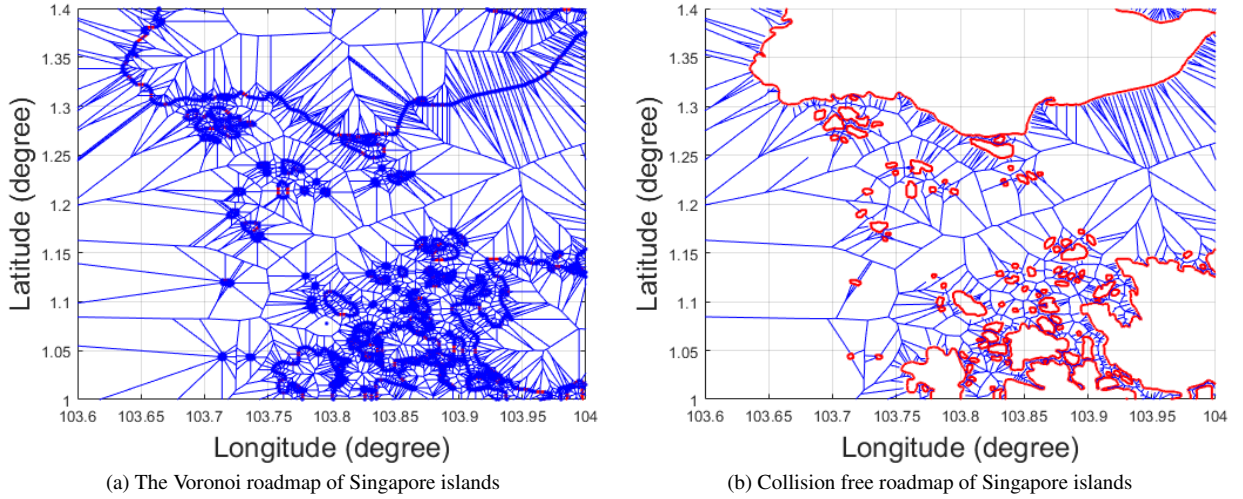 1.4
1.35
1.3
1.25
1.2
1.15
1.1
1.05
1
Latitude (degree)
103.6 103.65 103.7 103.75 103.8 103.85 103.9 103.95 104
Longitude (degree)
(a) The Voronoi roadmap of Singapore islands
1.4
1.35
1.3
1.25
1.2
1.15
1.1
1.05
1
Latitude (degree)
103.6 103.65 103.7 103.75 103.8 103.85 103.9 103.95 104
Longitude (degree)
(b) Collision free roadmap of Singapore islands